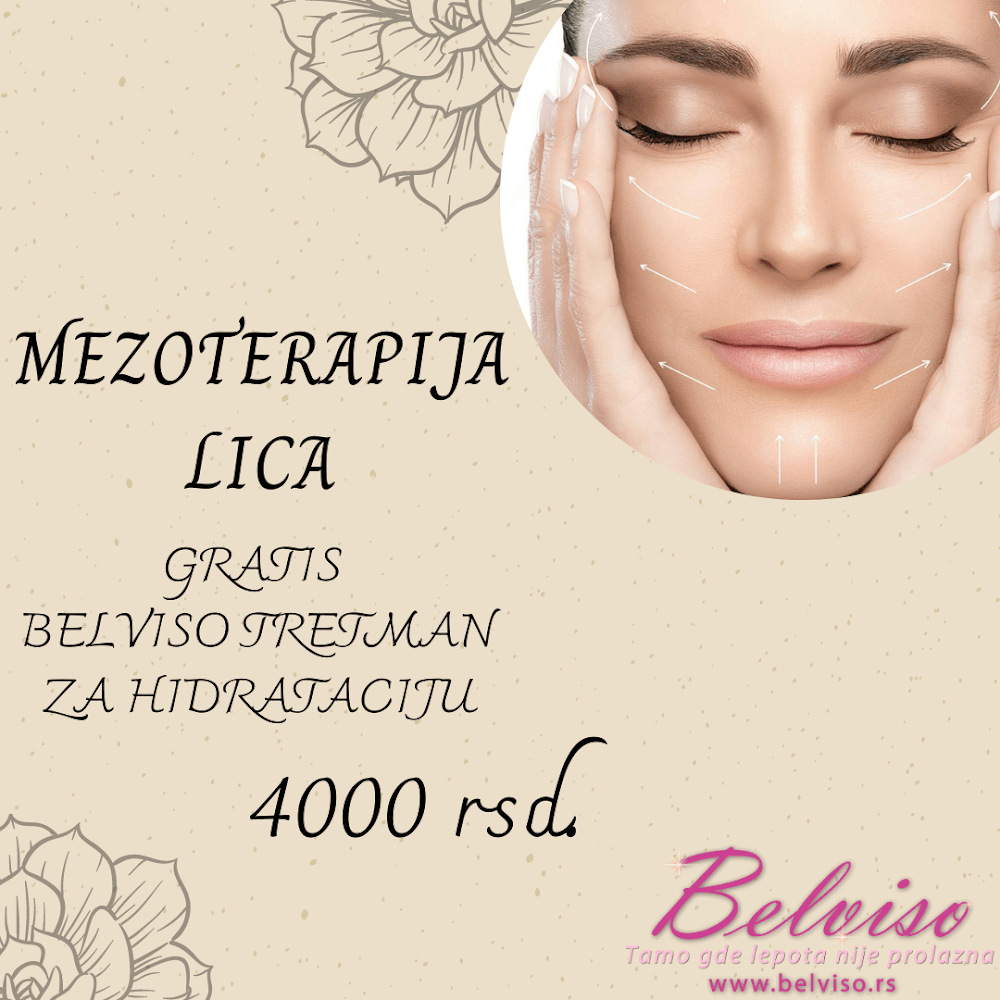 MEZOTERAPIJA
LICA
GRATIS
BELVISO TRETMAN
ZA HIDRATACIJU
4000 rsd.
Belviso
Tamo gde lepota nije prolazna
www.belviso.rs